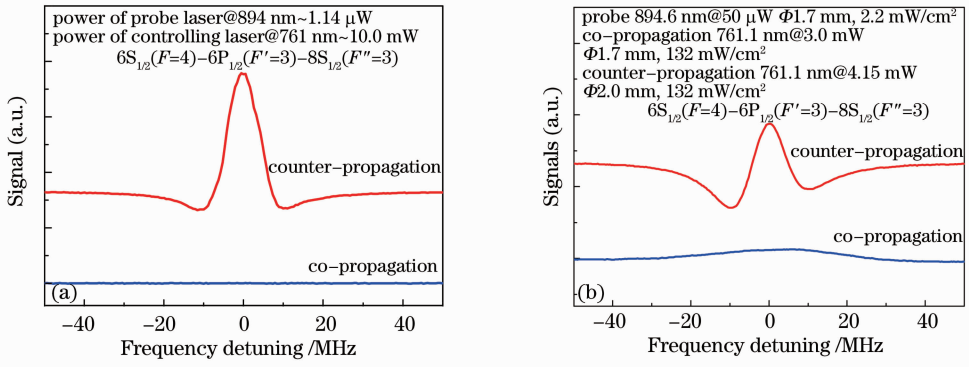 power of probe laser@894 nm~1.14 μW
power of controlling laser@761 nm~10.0 mW
6S1/2(F=4)−6P1/2(F′=3)−8S1/2(F″=3)
counter−propagation
co−propagation
(a)
Signal (a.u.)
−40 −20 0 20 40
Frequency detuning /MHz
probe 894.6 nm@50 μW Φ1.7 mm, 2.2 mW/cm2
co−propagation 761.1 nm@3.0 mW
Φ1.7 mm, 132 mW/cm2
counter−propagation 761.1 nm@4.15 mW
Φ2.0 mm, 132 mW/cm2
6S1/2(F=4)−6P1/2(F′=3)−8S1/2(F″=3)
counter−propagation
co−propagation
(b)
Signals (a.u.)
−40 −20 0 20 40
Frequency detuning /MHz